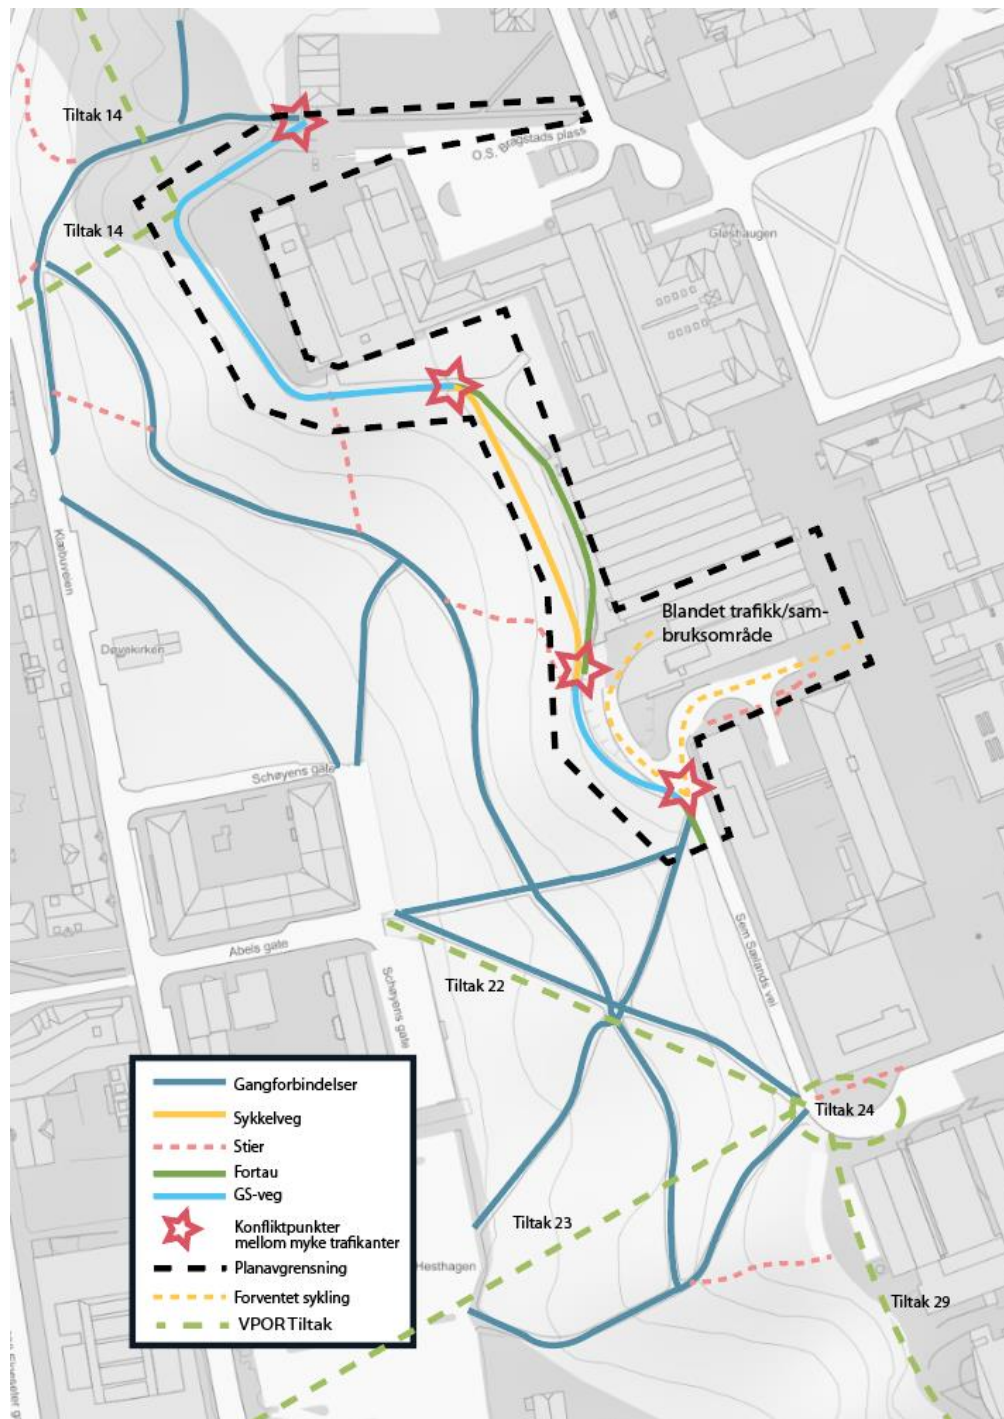 Tiltak 14
O.S. Bragstads plass
Tiltak 14
Gløshaugen
Klæbuveien
Blandet trafikk/sam-
bruksområde
Døvekirken
Schøyens gate
Abels gate
Schøyens gate
Sem Sælands vei
Tiltak 22
Tiltak 24
Tiltak 23
Hesthagen
Tiltak 29
Gangforbindelser
Sykkelveg
Stier
Fortau
GS-veg
Konfliktpunkter
mellom myke trafikanter
Planavgrensning
Forventet sykling
VPOR Tiltak